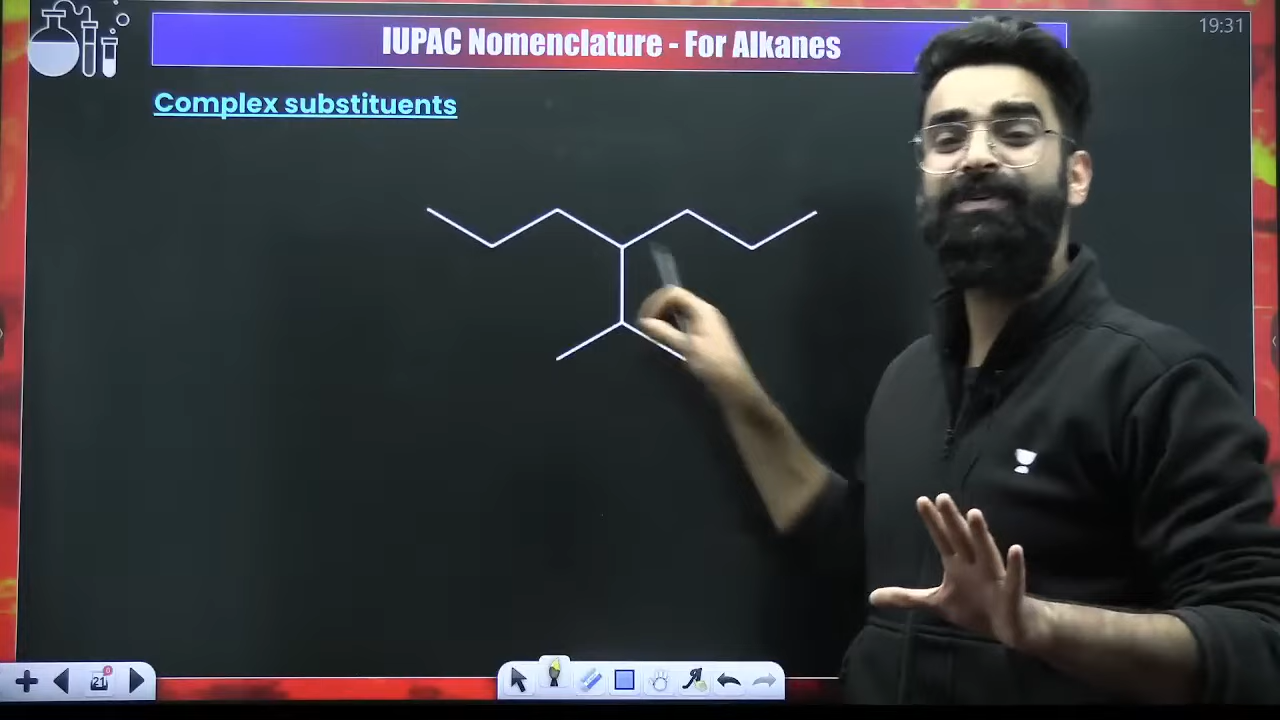 19:31
IUPAC Nomenclature - For Alkanes
Complex substituents
21